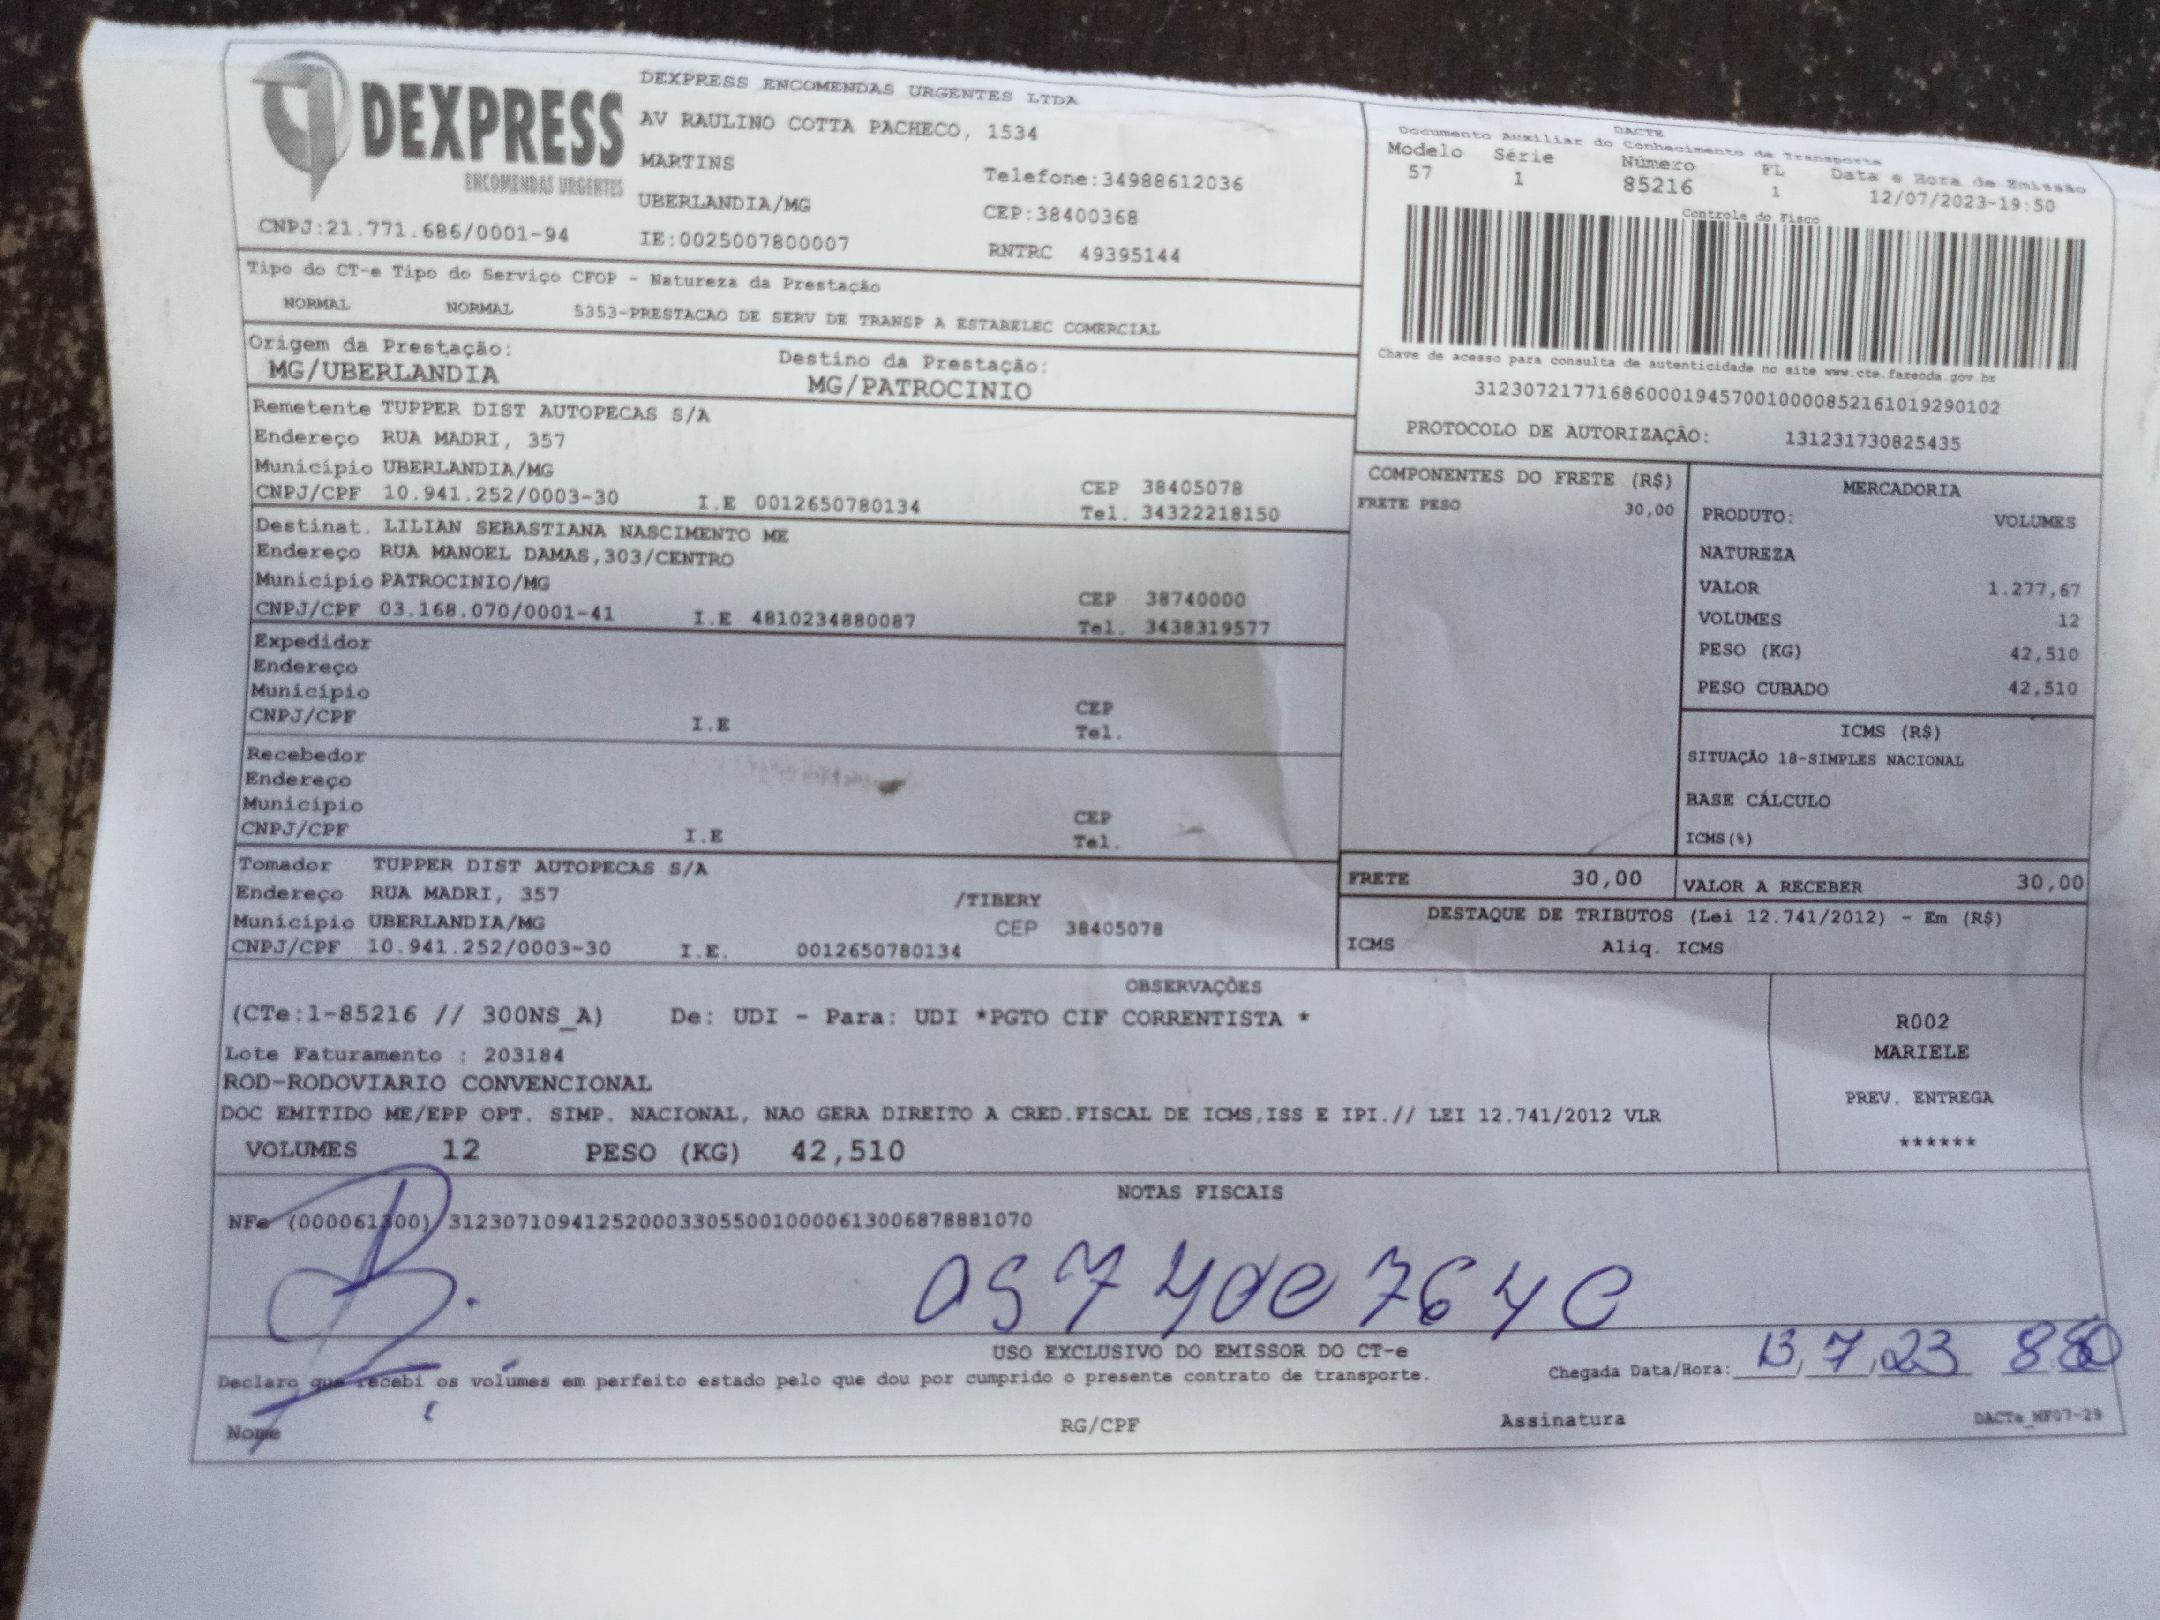 DEXPRESS
ENCOMENDAS URGENTES
CNPJ:21.771.686/0001-94
DEXPRESS ENCOMENDAS URGENTES LTDA
AV RAULINO COTTA PACHECO, 1534
MARTINS
Telefone:34988612036
UBERLANDIA/MG
CEP:38400368
IE:0025007800007
RNTRC 49395144
DACTE
Documento Auxiliar do Conhecimento de Transporte
Modelo Série Número FL Data e Hora de Emissão
57 1 85216 1 12/07/2023-19:50
Controle do Fisco
Chave de acesso para consulta de autenticidade no site www.cte.fazenda.gov.br
31230721771686000194570010000852161019290102
PROTOCOLO DE AUTORIZAÇÃO: 131231730825435
Tipo do CT-e Tipo do Serviço CFOP - Natureza da Prestação
NORMAL NORMAL 5353-PRESTACAO DE SERV DE TRANSP A ESTABELEC COMERCIAL
Origem da Prestação: Destino da Prestação:
MG/UBERLANDIA MG/PATROCINIO
Remetente TUPPER DIST AUTOPECAS S/A
Endereço RUA MADRI, 357
Município UBERLANDIA/MG CEP 38405078
CNPJ/CPF 10.941.252/0003-30 I.E 0012650780134 Tel. 34322218150
Destinat. LILIAN SEBASTIANA NASCIMENTO ME
Endereço RUA MANOEL DAMAS,303/CENTRO
Município PATROCINIO/MG CEP 38740000
CNPJ/CPF 03.168.070/0001-41 I.E 4810234880087 Tel. 3438319577
Expedidor
Endereço
Município CEP
CNPJ/CPF I.E Tel.
Recebedor
Endereço
Município CEP
CNPJ/CPF I.E Tel.
Tomador TUPPER DIST AUTOPECAS S/A
Endereço RUA MADRI, 357 /TIBERY
Município UBERLANDIA/MG CEP 38405078
CNPJ/CPF 10.941.252/0003-30 I.E. 0012650780134
COMPONENTES DO FRETE (R$)
FRETE PESO 30,00
MERCADORIA
PRODUTO: VOLUMES
NATUREZA
VALOR 1.277,67
VOLUMES 12
PESO (KG) 42,510
PESO CUBADO 42,510
ICMS (R$)
SITUAÇÃO 18-SIMPLES NACIONAL
BASE CÁLCULO
ICMS(%)
FRETE 30,00 VALOR A RECEBER 30,00
DESTAQUE DE TRIBUTOS (Lei 12.741/2012) - Em (R$)
ICMS Aliq. ICMS
OBSERVAÇÕES
(CTe:1-85216 // 300NS_A) De: UDI - Para: UDI *PGTO CIF CORRENTISTA *
Lote Faturamento : 203184
ROD-RODOVIARIO CONVENCIONAL
DOC EMITIDO ME/EPP OPT. SIMP. NACIONAL, NAO GERA DIREITO A CRED.FISCAL DE ICMS,ISS E IPI.// LEI 12.741/2012 VLR
VOLUMES 12 PESO (KG) 42,510
R002
MARIELE
PREV. ENTREGA
******
NOTAS FISCAIS
NFe (000061300) 31230710941252000330550010000613006878881070
USO EXCLUSIVO DO EMISSOR DO CT-e
Declaro que recebi os volumes em perfeito estado pelo que dou por cumprido o presente contrato de transporte.
Chegada Data/Hora: 13,7,23
Nome RG/CPF Assinatura DACTe_MF07-29